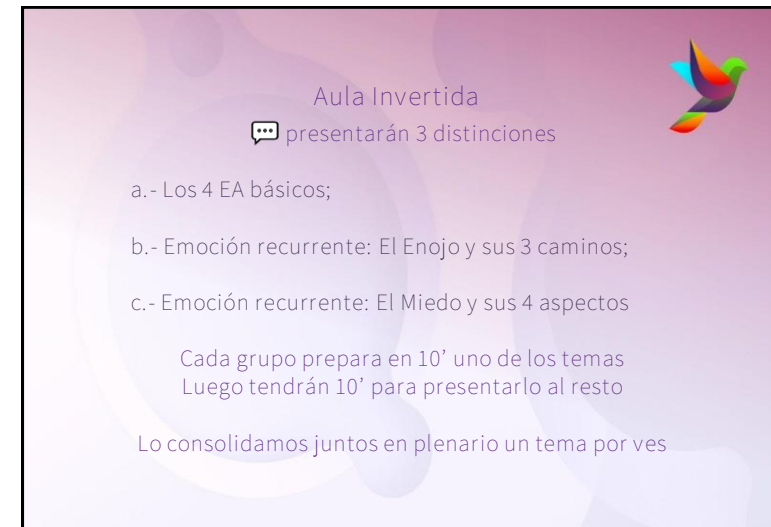 Aula Invertida
💬 presentarán 3 distinciones
a.- Los 4 EA básicos;
b.- Emoción recurrente: El Enojo y sus 3 caminos;
c.- Emoción recurrente: El Miedo y sus 4 aspectos
Cada grupo prepara en 10’ uno de los temas
Luego tendrán 10’ para presentarlo al resto
Lo consolidamos juntos en plenario un tema por ves